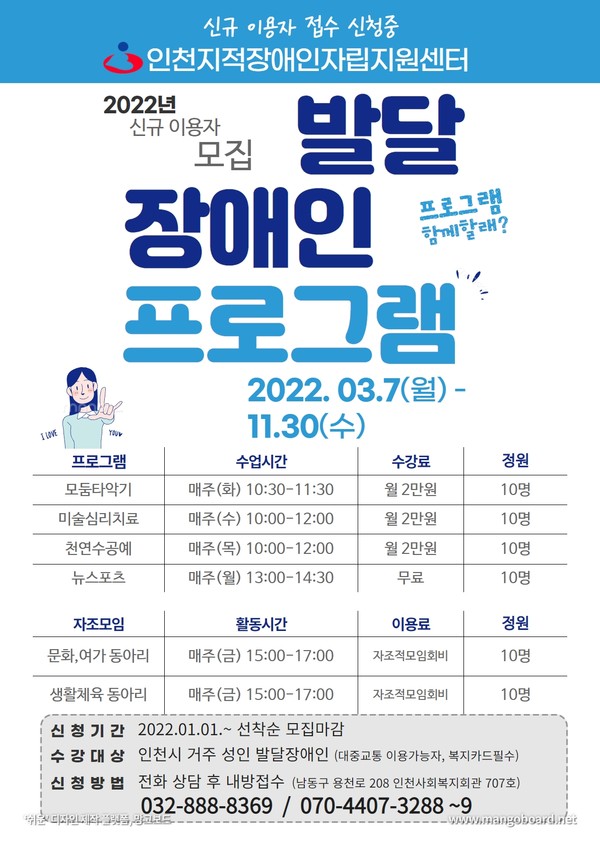 신규 이용자 접수 신청중
인천지적장애인자립지원센터
2022년
신규 이용자
모집
발달
장애인
프로그램
프로그램
함께할래?
2022. 03.7(월) -
11.30(수)
I LOVE YOU♥
프로그램 수업시간 수강료 정원
모둠타악기 매주(화) 10:30-11:30 월 2만원 10명
미술심리치료 매주(수) 10:00-12:00 월 2만원 10명
천연수공예 매주(목) 10:00-12:00 월 2만원 10명
뉴스포츠 매주(월) 13:00-14:30 무료 10명
자조모임 활동시간 이용료 정원
문화,여가 동아리 매주(금) 15:00-17:00 자조적모임회비 10명
생활체육 동아리 매주(금) 15:00-17:00 자조적모임회비 10명
신청기간 2022.01.01.~ 선착순 모집마감
수강대상 인천시 거주 성인 발달장애인 (대중교통 이용가능자, 복지카드필수)
신청방법 전화 상담 후 내방접수 (남동구 용천로 208 인천사회복지회관 707호)
032-888-8369 / 070-4407-3288 ~9
'쉬운' 디자인 제작 플랫폼, 망고보드 www.mangoboard.net